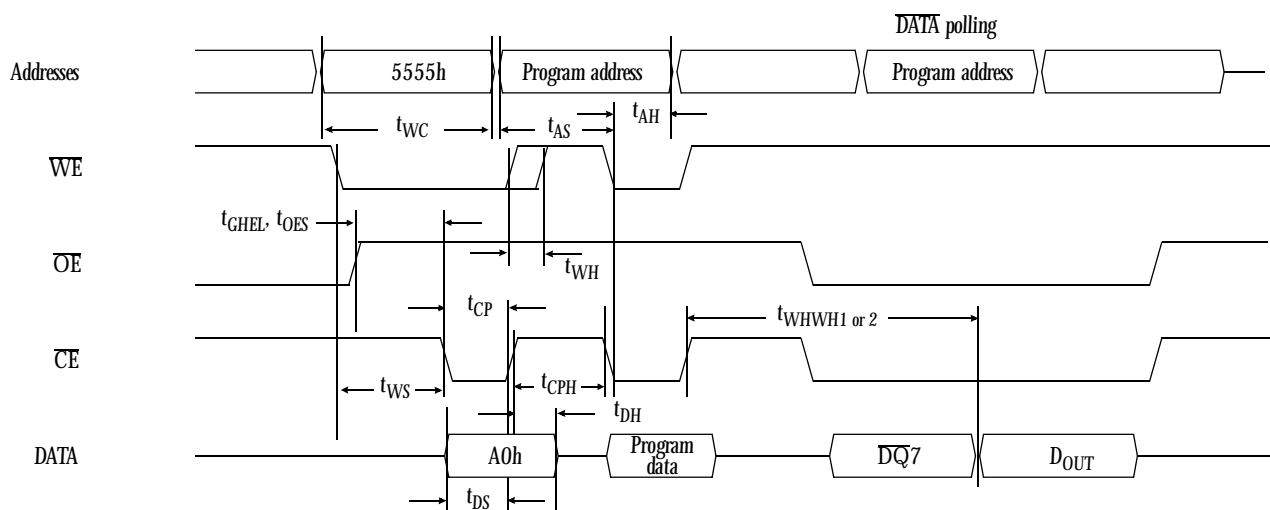 DATA polling
Addresses
5555h
Program address
Program address
tWC
tAS
tAH
WE
tGHEL, tOES
OE
tWH
tCP
tWHWH1 or 2
CE
tWS
tCPH
tDH
DATA
A0h
Program
data
DQ7
DOUT
tDS